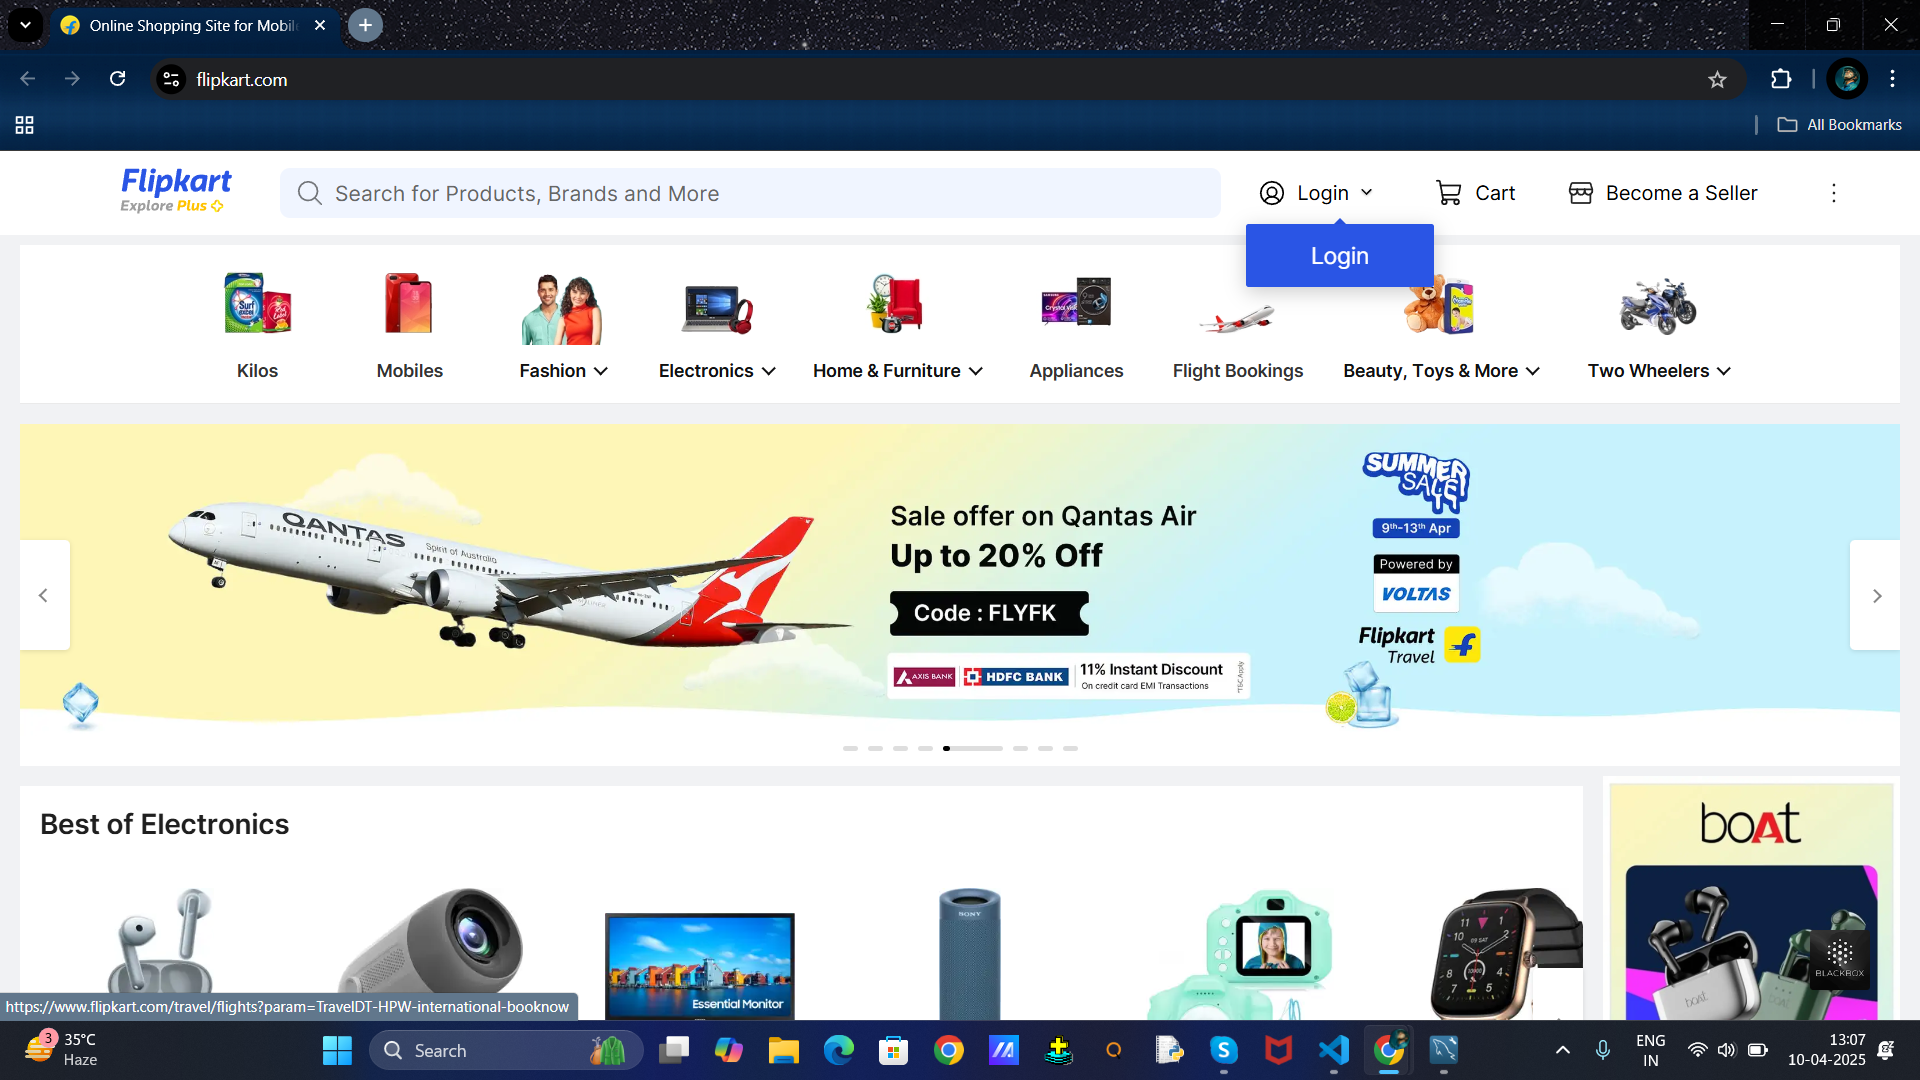 Online Shopping Site for Mobil
flipkart.com
All Bookmarks
Flipkart
Explore Plus
Search for Products, Brands and More
Login
Cart
Become a Seller
Login
Kilos
Mobiles
Fashion
Electronics
Home & Furniture
Appliances
Flight Bookings
Beauty, Toys & More
Two Wheelers
QANTAS
Spirit of Australia
Sale offer on Qantas Air
Up to 20% Off
Code : FLYFK
AXIS BANK
HDFC BANK
11% Instant Discount
On credit card EMI Transactions
*T&C Apply
SUMMER
SALE
9th-13th Apr
Powered by
VOLTAS
Flipkart
Travel
Best of Electronics
boAt
SONY
Essential Monitor
boAt
BLACKBOX
https://www.flipkart.com/travel/flights?param=TravelDT-HPW-international-booknow
3
35°C
Haze
Search
ENG
IN
13:07
10-04-2025